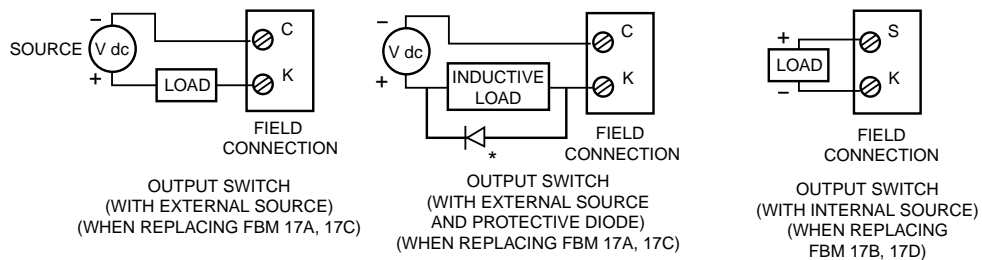 SOURCE
–
V dc
+
LOAD
C
K
FIELD
CONNECTION
OUTPUT SWITCH
(WITH EXTERNAL SOURCE)
(WHEN REPLACING FBM 17A, 17C)
–
V dc
+
INDUCTIVE
LOAD
*
C
K
FIELD
CONNECTION
OUTPUT SWITCH
(WITH EXTERNAL SOURCE
AND PROTECTIVE DIODE)
(WHEN REPLACING FBM 17A, 17C)
+
LOAD
–
S
K
FIELD
CONNECTION
OUTPUT SWITCH
(WITH INTERNAL SOURCE)
(WHEN REPLACING
FBM 17B, 17D)